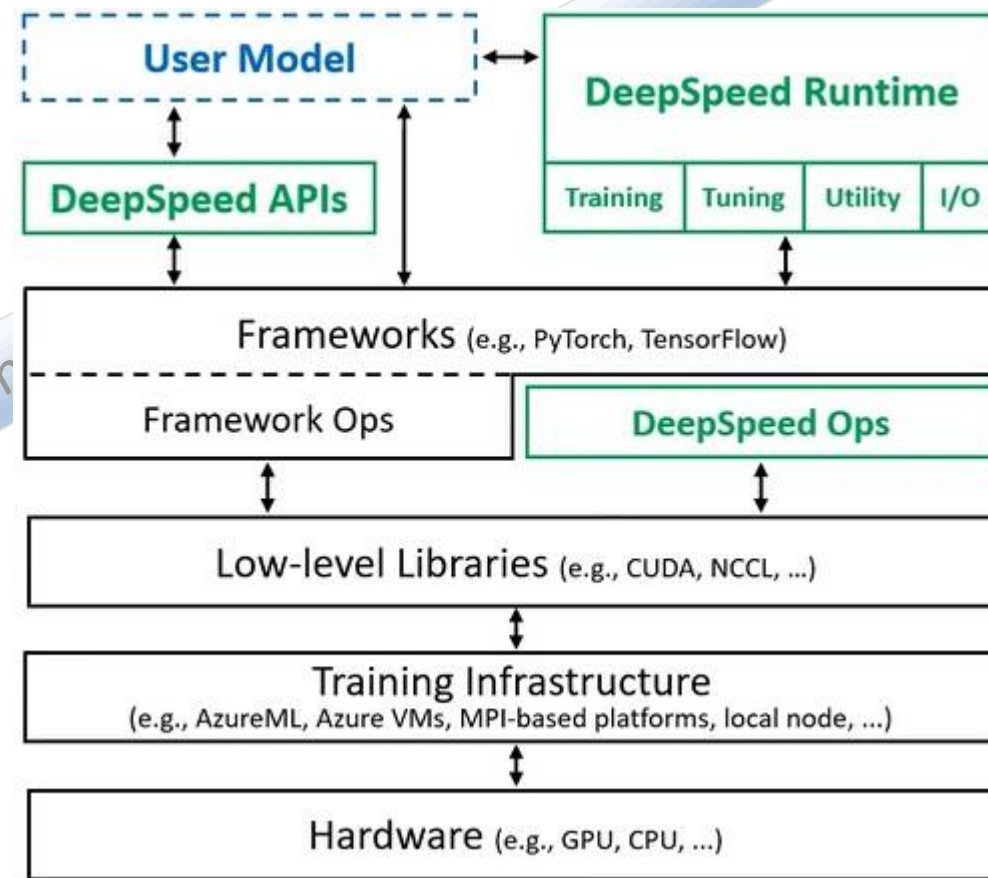 User Model
DeepSpeed Runtime
DeepSpeed APIs
Training
Tuning
Utility
I/O
Frameworks (e.g., PyTorch, TensorFlow)
Framework Ops
DeepSpeed Ops
Low-level Libraries (e.g., CUDA, NCCL, ...)
Training Infrastructure
(e.g., AzureML, Azure VMs, MPI-based platforms, local node, ...)
Hardware (e.g., GPU, CPU, ...)